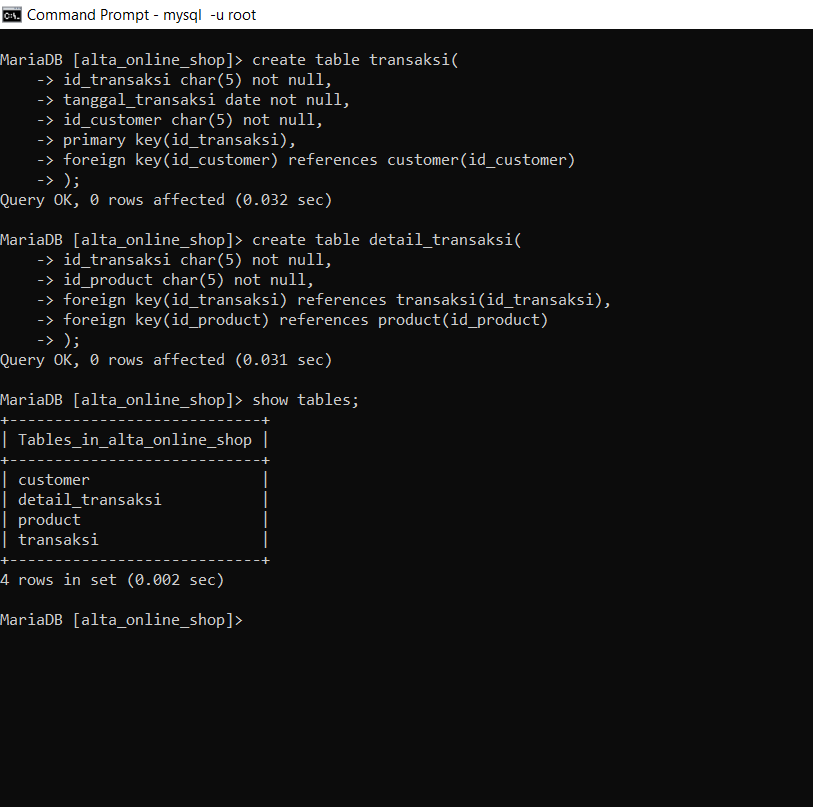 Command Prompt - mysql  -u root
MariaDB [alta_online_shop]> create table transaksi(
    -> id_transaksi char(5) not null,
    -> tanggal_transaksi date not null,
    -> id_customer char(5) not null,
    -> primary key(id_transaksi),
    -> foreign key(id_customer) references customer(id_customer)
    -> );
Query OK, 0 rows affected (0.032 sec)
MariaDB [alta_online_shop]> create table detail_transaksi(
    -> id_transaksi char(5) not null,
    -> id_product char(5) not null,
    -> foreign key(id_transaksi) references transaksi(id_transaksi),
    -> foreign key(id_product) references product(id_product)
    -> );
Query OK, 0 rows affected (0.031 sec)
MariaDB [alta_online_shop]> show tables;
+----------------------------+
| Tables_in_alta_online_shop |
+----------------------------+
| customer                   |
| detail_transaksi           |
| product                    |
| transaksi                  |
+----------------------------+
4 rows in set (0.002 sec)
MariaDB [alta_online_shop]>